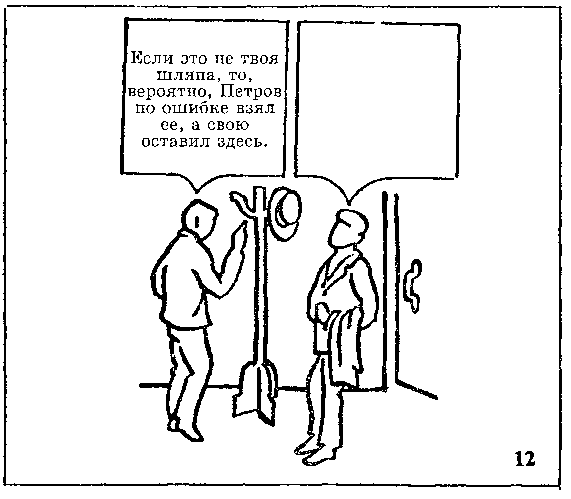 Если это не твоя
шляпа, то,
вероятно, Петров
по ошибке взял
ее, а свою
оставил здесь.
12